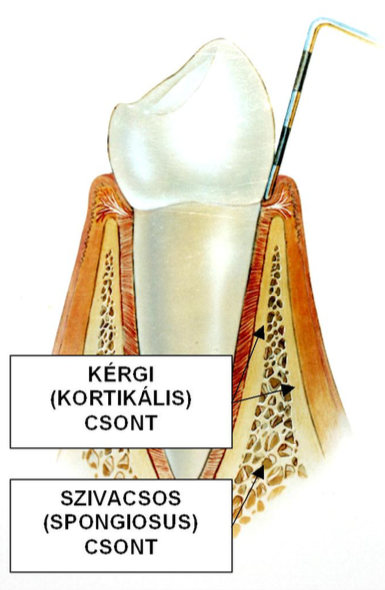 KÉRGI
(KORTIKÁLIS)
CSONT
SZIVACSOS
(SPONGIOSUS)
CSONT